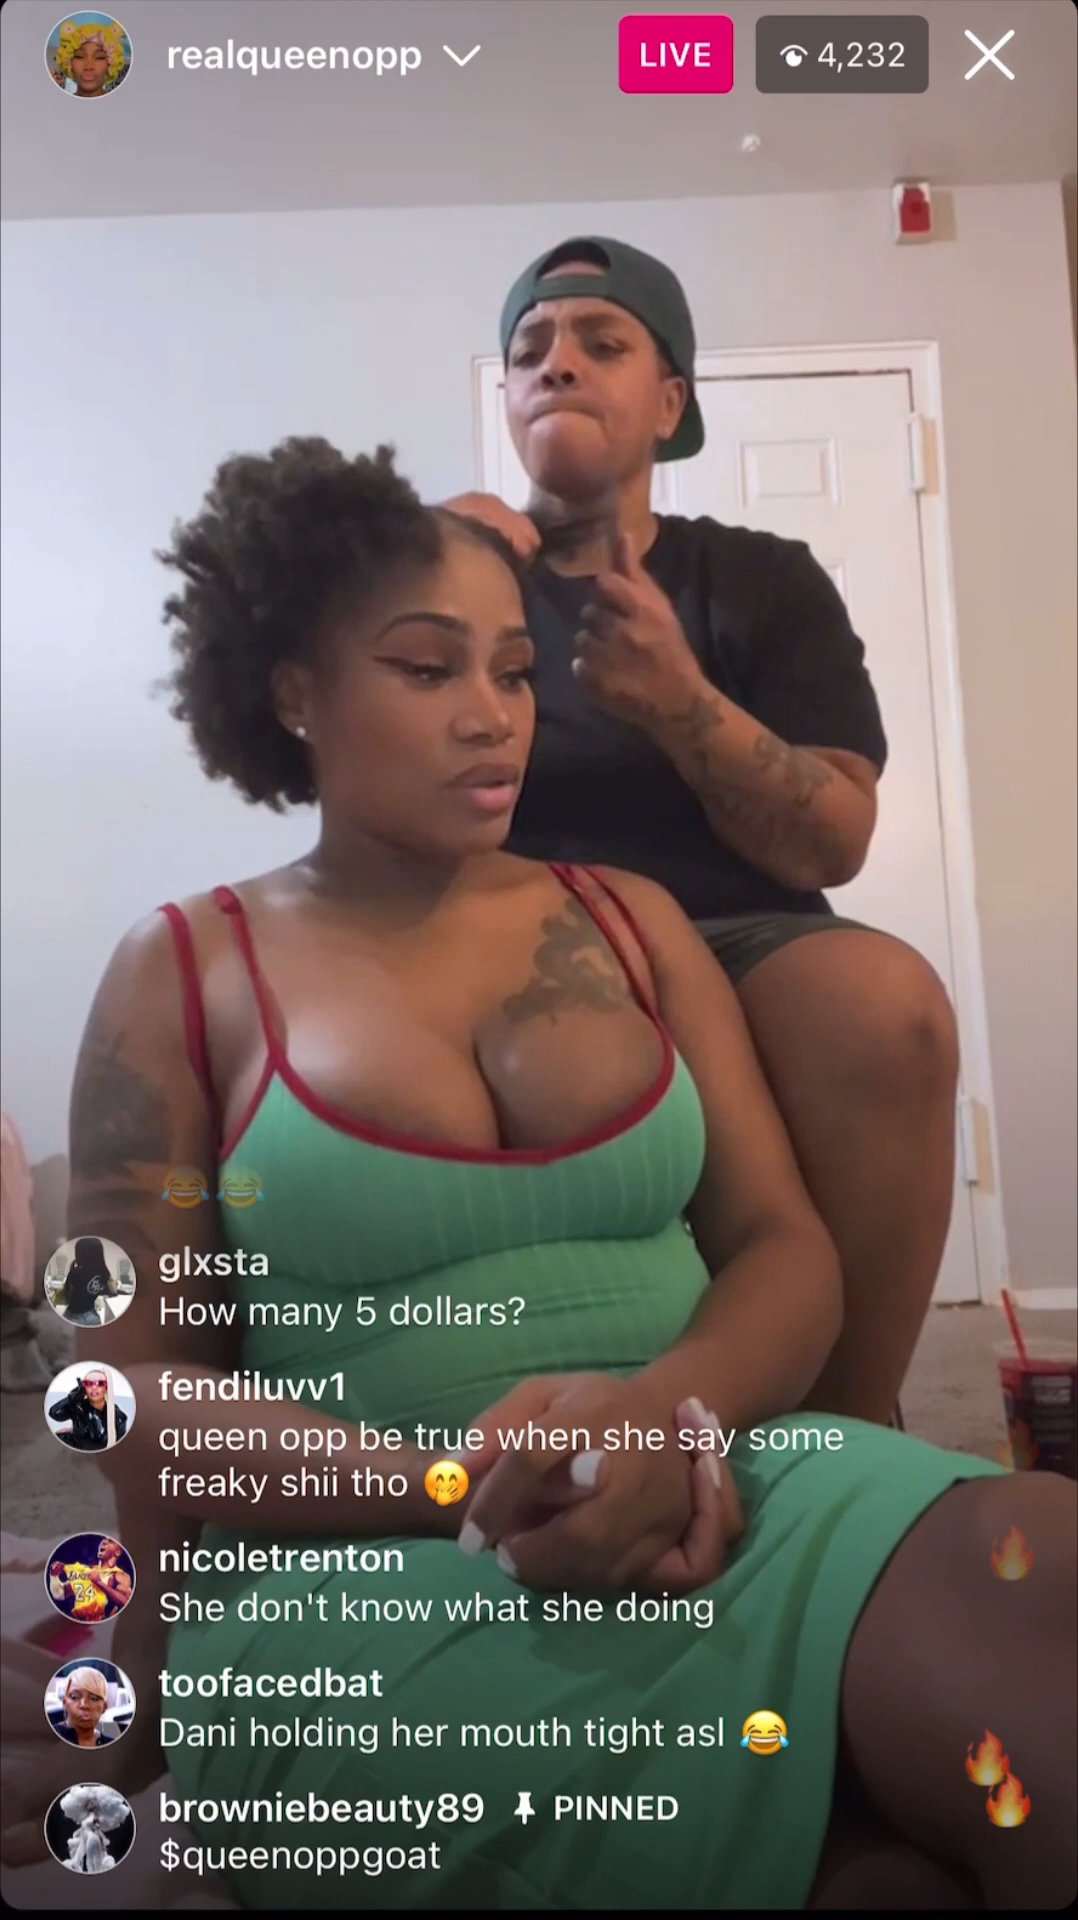 realqueenopp
LIVE
4,232
😂😂
glxsta
How many 5 dollars?
fendiluvv1
queen opp be true when she say some
freaky shii tho 🤭
nicoletrenton
She don't know what she doing
toofacedbat
Dani holding her mouth tight asl 😂
browniebeauty89 PINNED
$queenoppgoat